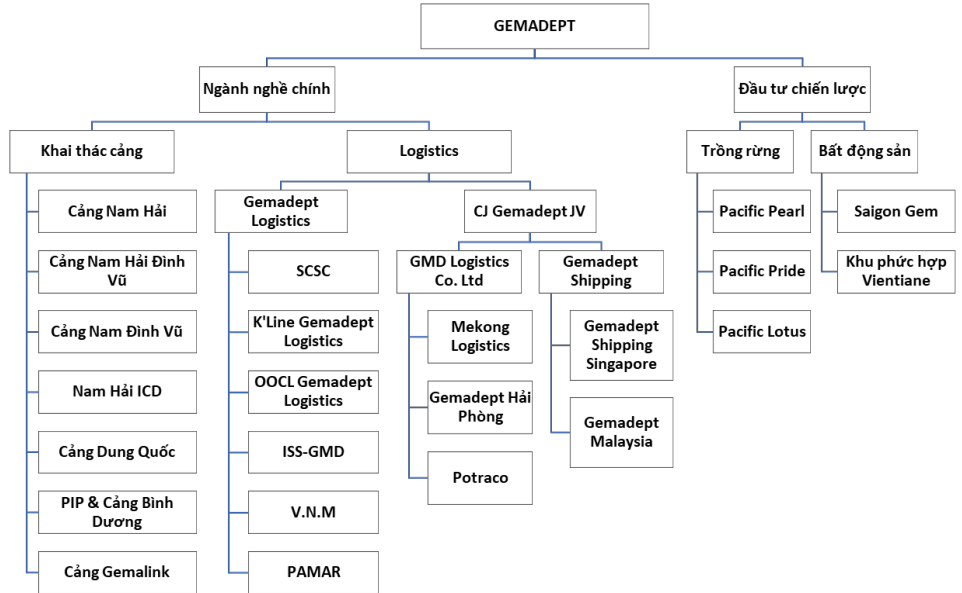 GEMADEPT
Ngành nghề chính
Đầu tư chiến lược
Khai thác cảng
Logistics
Trồng rừng
Bất động sản
Cảng Nam Hải
Cảng Nam Hải Đình
Vũ
Cảng Nam Đình Vũ
Nam Hải ICD
Cảng Dung Quốc
PIP & Cảng Bình
Dương
Cảng Gemalink
Gemadept
Logistics
SCSC
K'Line Gemadept
Logistics
OOCL Gemadept
Logistics
ISS-GMD
V.N.M
PAMAR
CJ Gemadept JV
GMD Logistics
Co. Ltd
Mekong
Logistics
Gemadept Hải
Phòng
Potraco
Gemadept
Shipping
Gemadept
Shipping
Singapore
Gemadept
Malaysia
Pacific Pearl
Pacific Pride
Pacific Lotus
Saigon Gem
Khu phức hợp
Vientiane